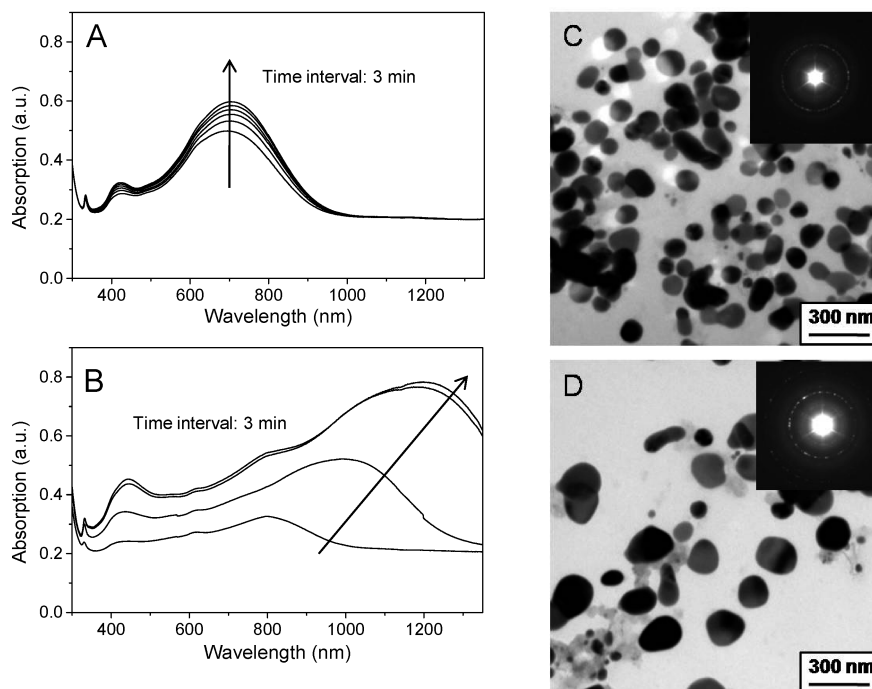 A
Time interval: 3 min
Absorption (a.u.)
0.8
0.6
0.4
0.2
0.0
400 600 800 1000 1200
Wavelength (nm)
B
Time interval: 3 min
Absorption (a.u.)
0.8
0.6
0.4
0.2
0.0
400 600 800 1000 1200
Wavelength (nm)
C
300 nm
D
300 nm